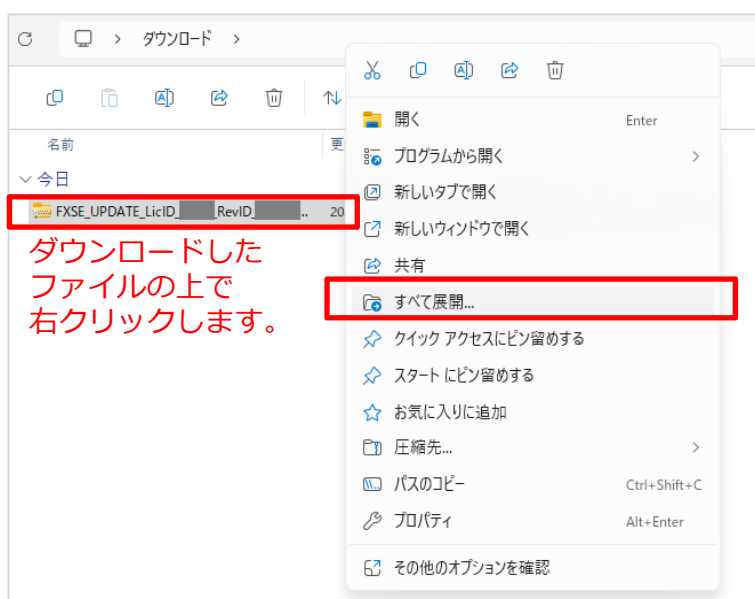 ダウンロード
開く Enter
名前 更
プログラムから開く
今日
新しいタブで開く
FXSE_UPDATE_LicID_ _RevID_ .. 20
新しいウィンドウで開く
ダウンロードした
ファイルの上で
右クリックします。
共有
すべて展開...
クイック アクセスにピン留めする
スタート にピン留めする
お気に入りに追加
圧縮先...
パスのコピー Ctrl+Shift+C
プロパティ Alt+Enter
その他のオプションを確認